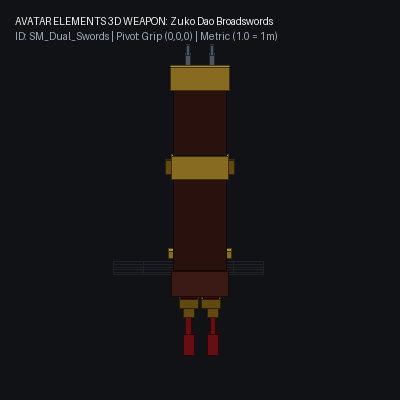 AVATAR ELEMENTS 3D WEAPON: Zuko Dao Broadswords
ID: SM_Dual_Swords | Pivot Grip (0,0,0) | Metric (1.0 = 1m)